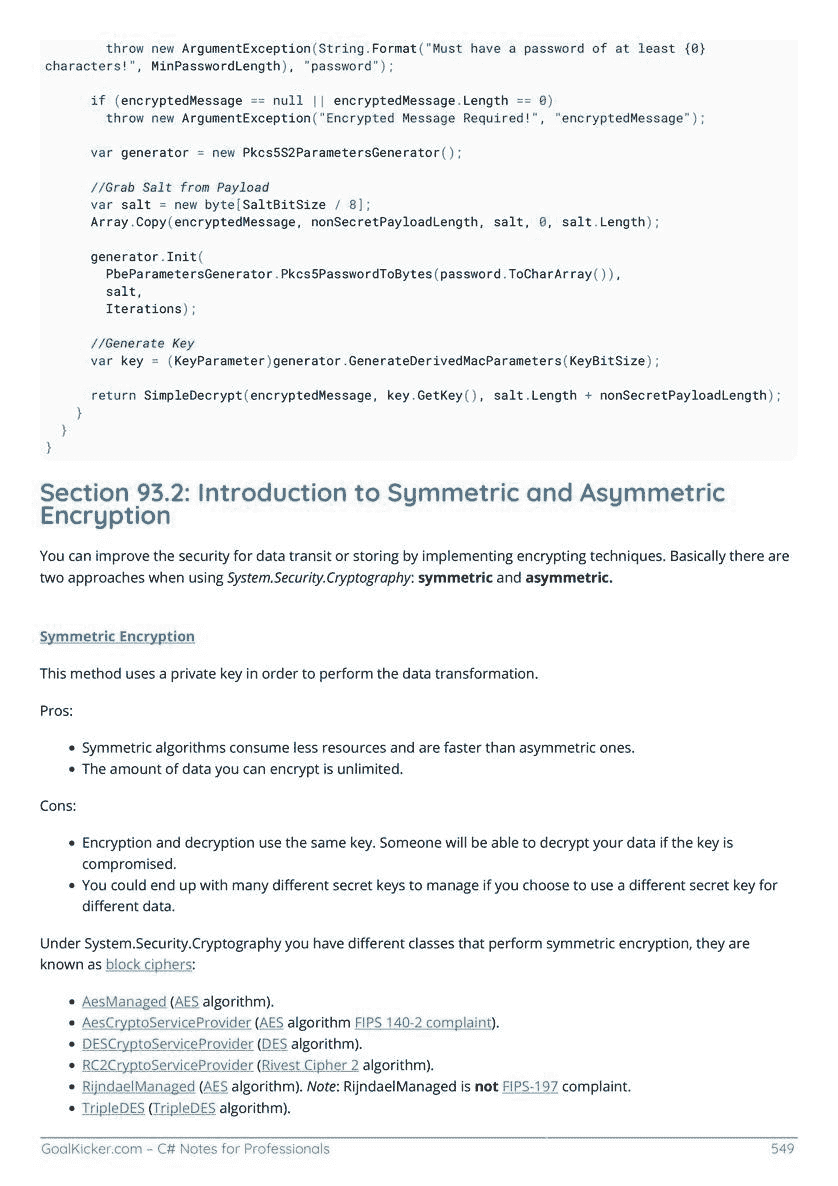 throw new ArgumentException(String.Format("Must have a password of at least {0}
characters!", MinPasswordLength), "password");
if (encryptedMessage == null || encryptedMessage.Length == 0)
throw new ArgumentException("Encrypted Message Required!", "encryptedMessage");
var generator = new Pkcs5S2ParametersGenerator();
//Grab Salt from Payload
var salt = new byte[SaltBitSize / 8];
Array.Copy(encryptedMessage, nonSecretPayloadLength, salt, 0, salt.Length);
generator.Init(
PbeParametersGenerator.Pkcs5PasswordToBytes(password.ToCharArray()),
salt,
Iterations);
//Generate Key
var key = (KeyParameter)generator.GenerateDerivedMacParameters(KeyBitSize);
return SimpleDecrypt(encryptedMessage, key.GetKey(), salt.Length + nonSecretPayloadLength);
}
}
}
Section 93.2: Introduction to Symmetric and Asymmetric
Encryption
You can improve the security for data transit or storing by implementing encrypting techniques. Basically there are
two approaches when using System.Security.Cryptography: symmetric and asymmetric.
Symmetric Encryption
This method uses a private key in order to perform the data transformation.
Pros:
• Symmetric algorithms consume less resources and are faster than asymmetric ones.
• The amount of data you can encrypt is unlimited.
Cons:
• Encryption and decryption use the same key. Someone will be able to decrypt your data if the key is
compromised.
• You could end up with many different secret keys to manage if you choose to use a different secret key for
different data.
Under System.Security.Cryptography you have different classes that perform symmetric encryption, they are
known as block ciphers:
• AesManaged (AES algorithm).
• AesCryptoServiceProvider (AES algorithm FIPS 140-2 complaint).
• DESCryptoServiceProvider (DES algorithm).
• RC2CryptoServiceProvider (Rivest Cipher 2 algorithm).
• RijndaelManaged (AES algorithm). Note: RijndaelManaged is not FIPS-197 complaint.
• TripleDES (TripleDES algorithm).
GoalKicker.com – C# Notes for Professionals
549